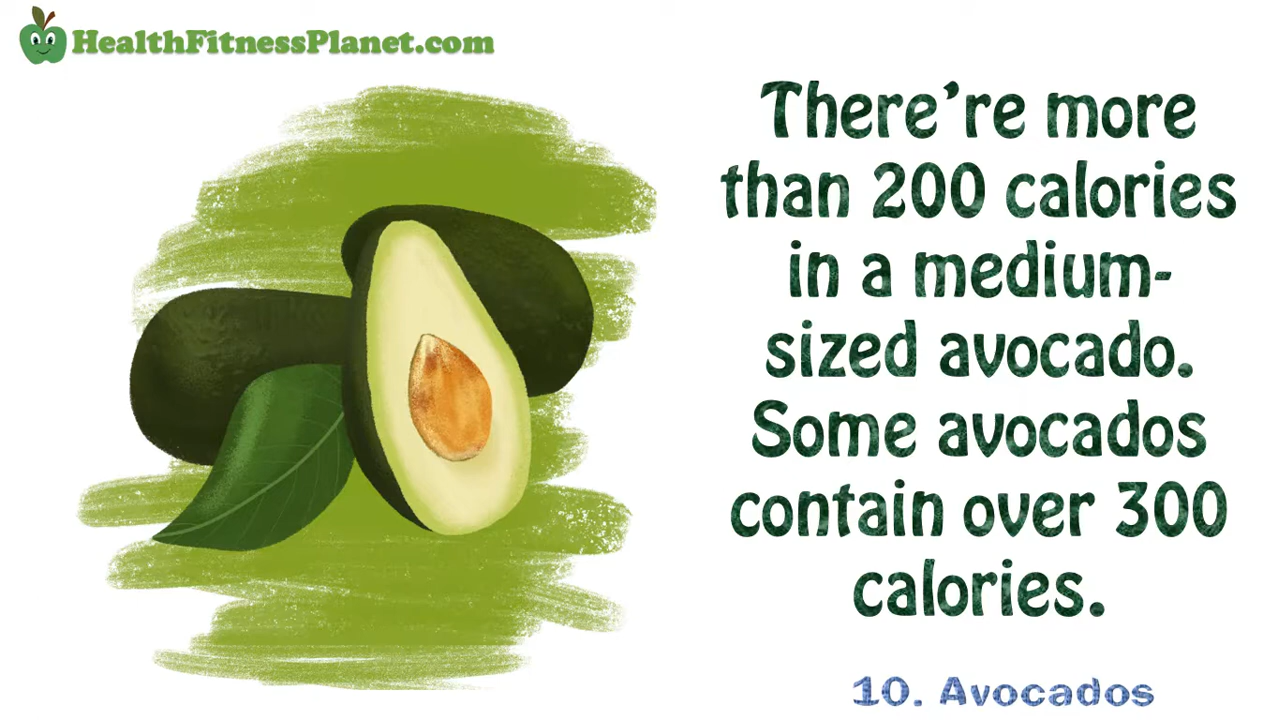 HealthFitnessPlanet.com
There’re more
than 200 calories
in a medium-
sized avocado.
Some avocados
contain over 300
calories.
10. Avocados